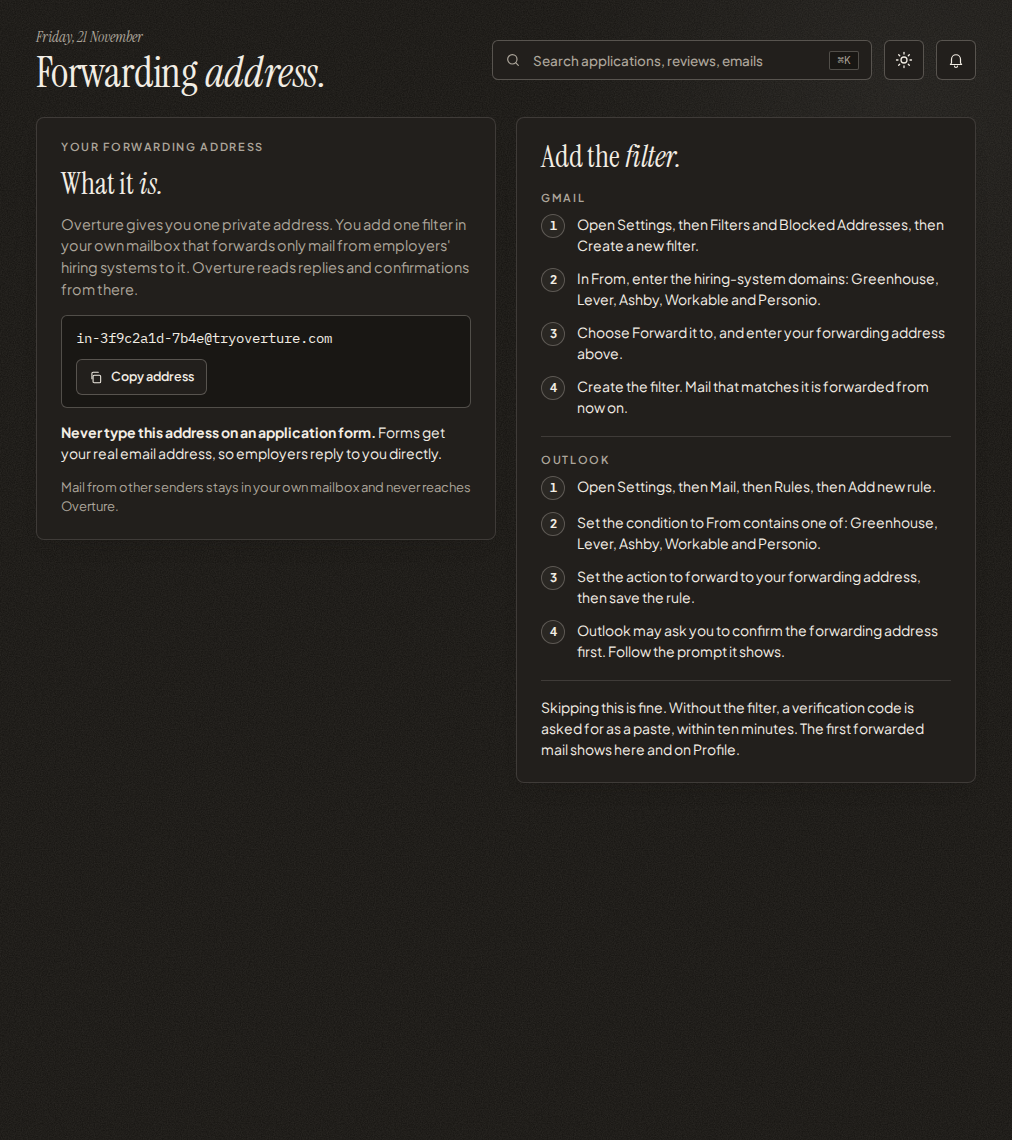 Friday, 21 November
Forwarding address.
Search applications, reviews, emails
⌘K
YOUR FORWARDING ADDRESS
What it is.
Overture gives you one private address. You add one filter in
your own mailbox that forwards only mail from employers'
hiring systems to it. Overture reads replies and confirmations
from there.
in-3f9c2a1d-7b4e@tryoverture.com
Copy address
Never type this address on an application form. Forms get
your real email address, so employers reply to you directly.
Mail from other senders stays in your own mailbox and never reaches
Overture.
Add the filter.
GMAIL
1 Open Settings, then Filters and Blocked Addresses, then
Create a new filter.
2 In From, enter the hiring-system domains: Greenhouse,
Lever, Ashby, Workable and Personio.
3 Choose Forward it to, and enter your forwarding address
above.
4 Create the filter. Mail that matches it is forwarded from
now on.
OUTLOOK
1 Open Settings, then Mail, then Rules, then Add new rule.
2 Set the condition to From contains one of: Greenhouse,
Lever, Ashby, Workable and Personio.
3 Set the action to forward to your forwarding address,
then save the rule.
4 Outlook may ask you to confirm the forwarding address
first. Follow the prompt it shows.
Skipping this is fine. Without the filter, a verification code is
asked for as a paste, within ten minutes. The first forwarded
mail shows here and on Profile.